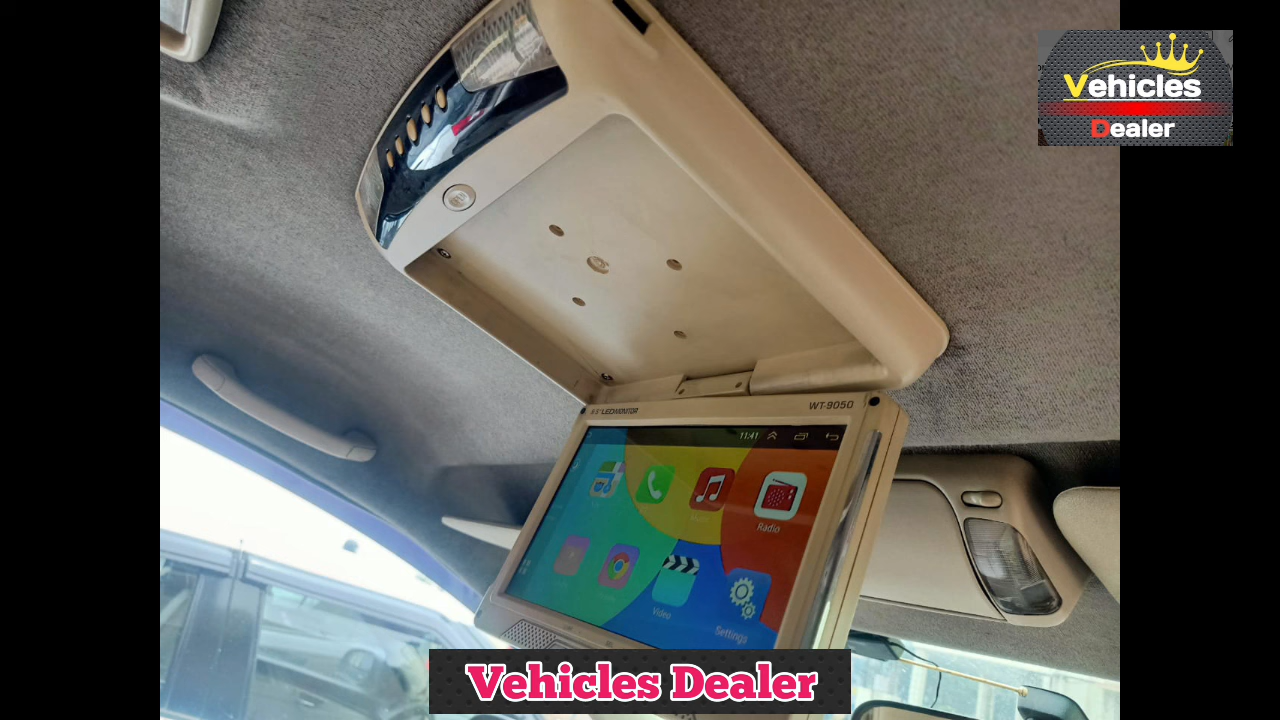 Vehicles
Dealer
9.5" LED MONITOR
WT-9050
11:41
Radio
Video
Settings
Vehicles Dealer